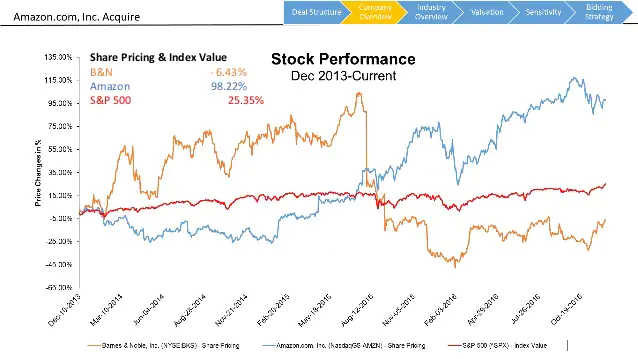 Amazon.com, Inc. Acquire
Deal Structure
Company
Overview
Industry
Overview
Valuation
Sensitivity
Bidding
Strategy
Stock Performance
Dec 2013-Current
Share Pricing & Index Value
B&N - 6.43%
Amazon 98.22%
S&P 500 25.35%
Price Changes in %
135.00%
115.00%
95.00%
75.00%
55.00%
35.00%
15.00%
-5.00%
-25.00%
-45.00%
-65.00%
Dec-10-2013
Mar-10-2014
Jun-04-2014
Aug-28-2014
Nov-21-2014
Feb-20-2015
May-18-2015
Aug-12-2015
Nov-05-2015
Feb-03-2016
Apr-29-2016
Jul-26-2016
Oct-19-2016
Barnes & Noble, Inc. (NYSE:BKS) - Share Pricing
Amazon.com, Inc. (NasdaqGS:AMZN) - Share Pricing
S&P 500 (^SPX) - Index Value